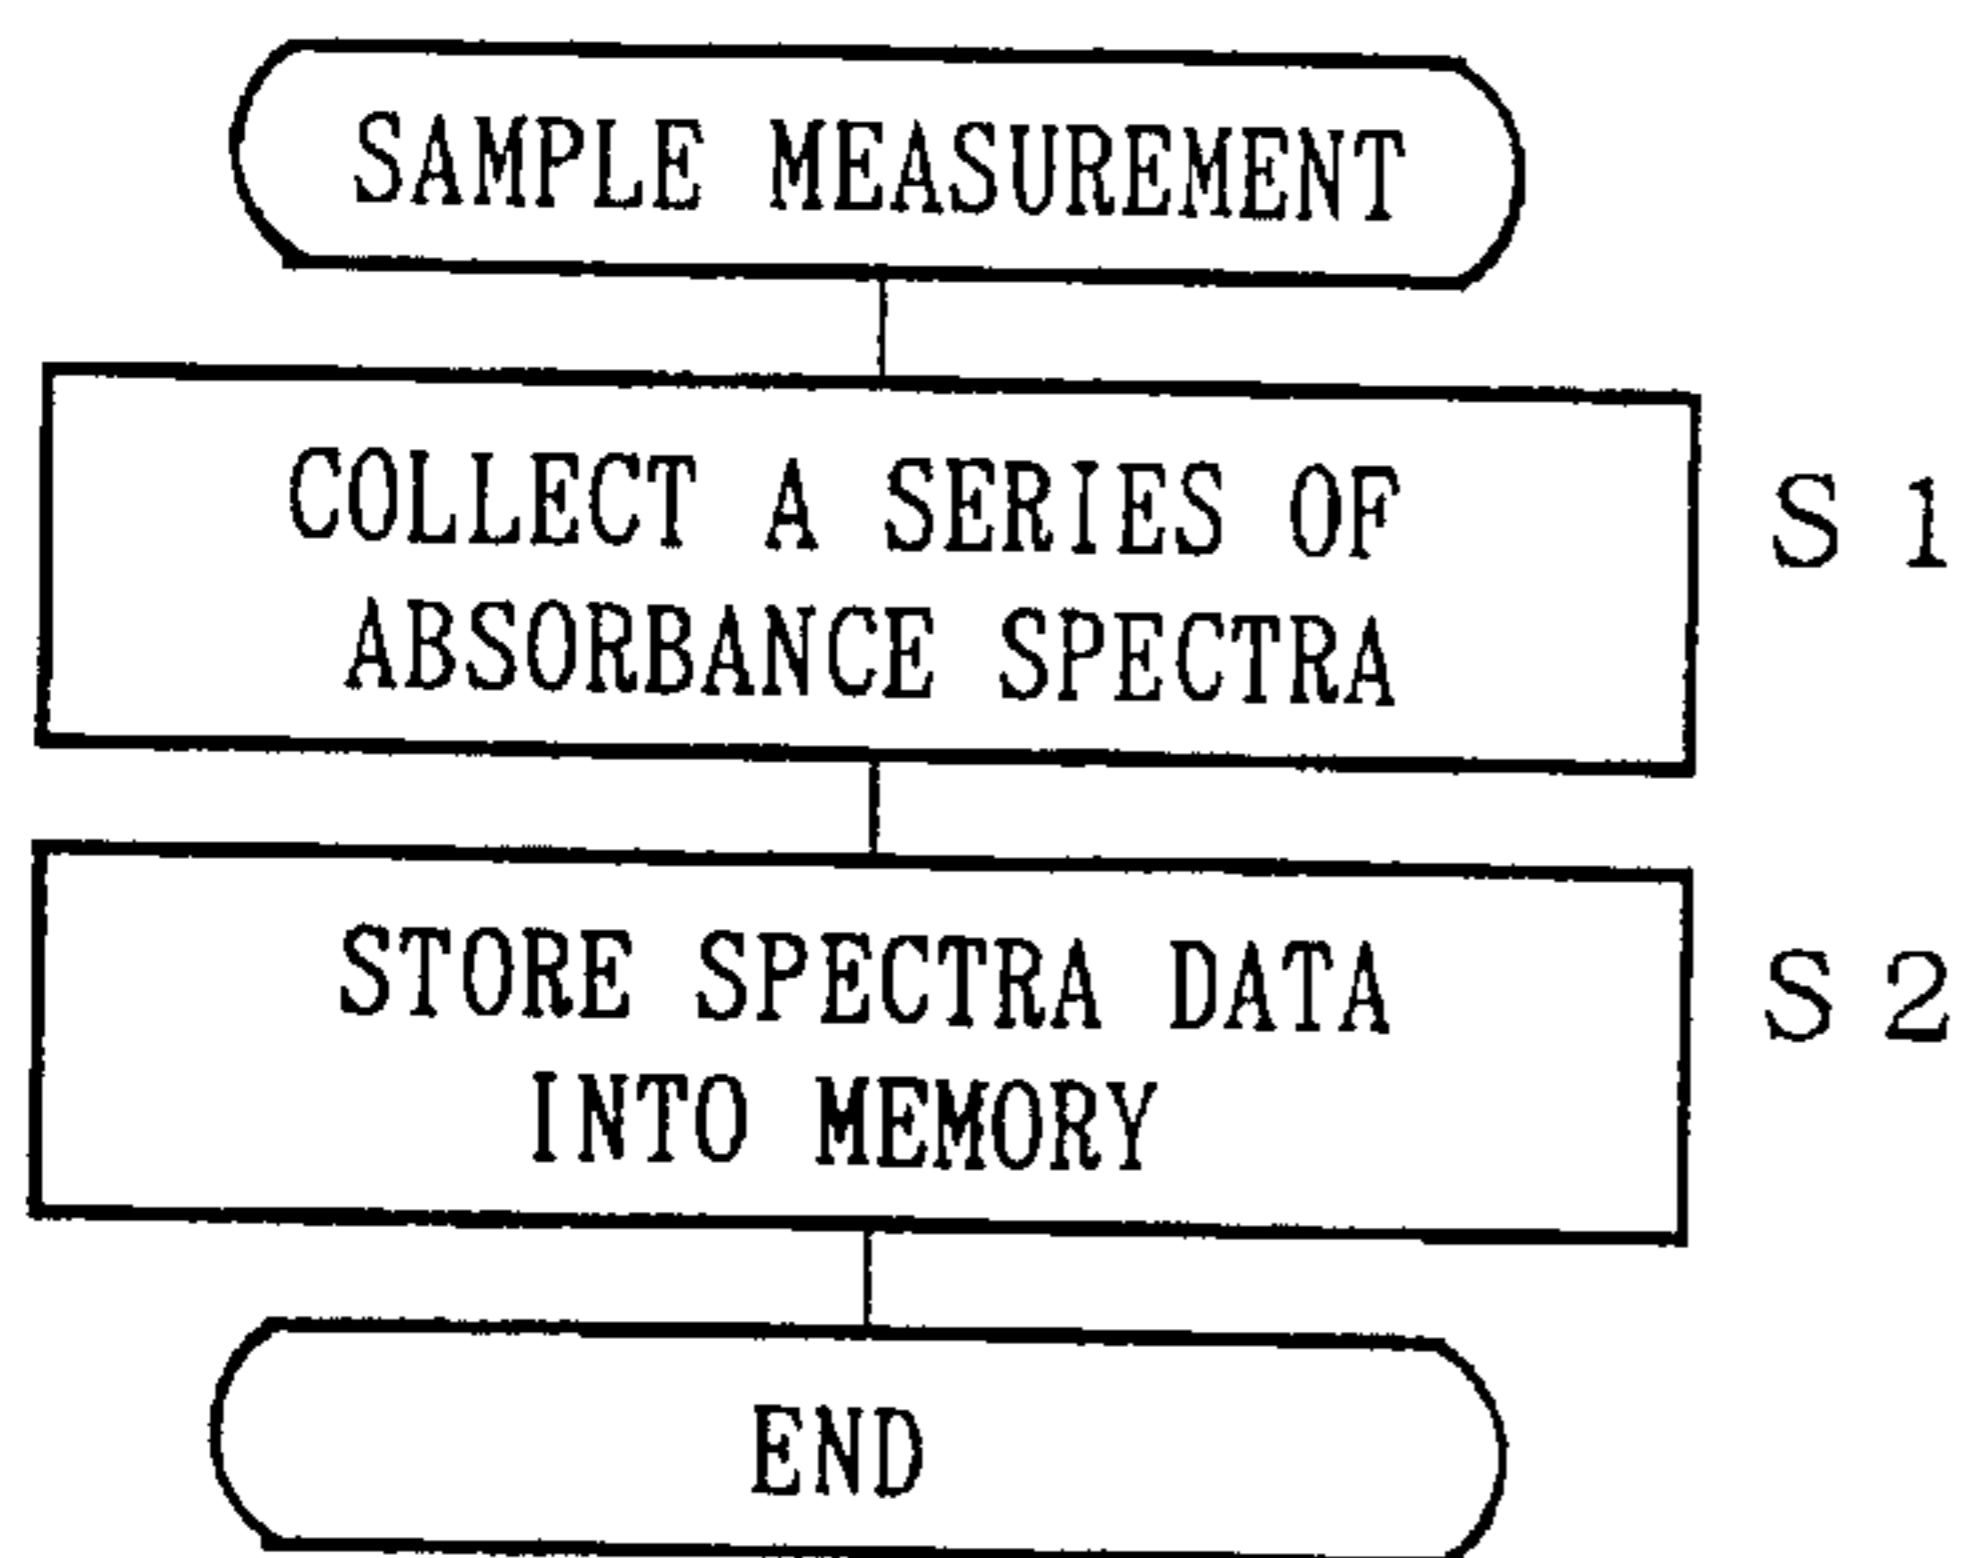 SAMPLE MEASUREMENT
COLLECT A SERIES OF
ABSORBANCE SPECTRA
S 1
STORE SPECTRA DATA
INTO MEMORY
S 2
END